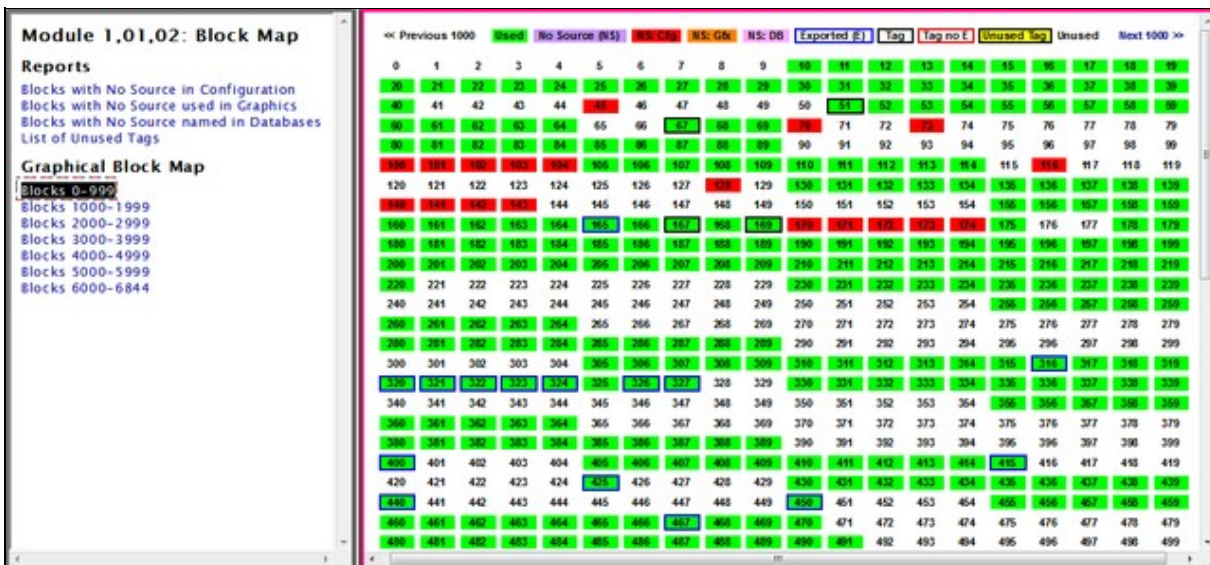 Module 1,01,02: Block Map
Reports
Blocks with No Source in Configuration
Blocks with No Source used in Graphics
Blocks with No Source named in Databases
List of Unused Tags
Graphical Block Map
Blocks 0-999
Blocks 1000-1999
Blocks 2000-2999
Blocks 3000-3999
Blocks 4000-4999
Blocks 5000-5999
Blocks 6000-6844
<< Previous 1000 Used No Source (NS) NS: Cfg NS: Gfx NS: DB Exported (E) Tag Tag no E Unused Tag Unused Next 1000 >>
0 1 2 3 4 5 6 7 8 9 10 11 12 13 14 15 16 17 18 19
20 21 22 23 24 25 26 27 28 29 30 31 32 33 34 35 36 37 38 39
40 41 42 43 44 45 46 47 48 49 50 51 52 53 54 55 56 57 58 59
60 61 62 63 64 65 66 67 68 69 70 71 72 73 74 75 76 77 78 79
80 81 82 83 84 85 86 87 88 89 90 91 92 93 94 95 96 97 98 99
100 101 102 103 104 105 106 107 108 109 110 111 112 113 114 115 116 117 118 119
120 121 122 123 124 125 126 127 128 129 130 131 132 133 134 135 136 137 138 139
140 141 142 143 144 145 146 147 148 149 150 151 152 153 154 155 156 157 158 159
160 161 162 163 164 165 166 167 168 169 170 171 172 173 174 175 176 177 178 179
180 181 182 183 184 185 186 187 188 189 190 191 192 193 194 195 196 197 198 199
200 201 202 203 204 205 206 207 208 209 210 211 212 213 214 215 216 217 218 219
220 221 222 223 224 225 226 227 228 229 230 231 232 233 234 235 236 237 238 239
240 241 242 243 244 245 246 247 248 249 250 251 252 253 254 255 256 257 258 259
260 261 262 263 264 265 266 267 268 269 270 271 272 273 274 275 276 277 278 279
280 281 282 283 284 285 286 287 288 289 290 291 292 293 294 295 296 297 298 299
300 301 302 303 304 305 306 307 308 309 310 311 312 313 314 315 316 317 318 319
320 321 322 323 324 325 326 327 328 329 330 331 332 333 334 335 336 337 338 339
340 341 342 343 344 345 346 347 348 349 350 351 352 353 354 355 356 357 358 359
360 361 362 363 364 365 366 367 368 369 370 371 372 373 374 375 376 377 378 379
380 381 382 383 384 385 386 387 388 389 390 391 392 393 394 395 396 397 398 399
400 401 402 403 404 405 406 407 408 409 410 411 412 413 414 415 416 417 418 419
420 421 422 423 424 425 426 427 428 429 430 431 432 433 434 435 436 437 438 439
440 441 442 443 444 445 446 447 448 449 450 451 452 453 454 455 456 457 458 459
460 461 462 463 464 465 466 467 468 469 470 471 472 473 474 475 476 477 478 479
480 481 482 483 484 485 486 487 488 489 490 491 492 493 494 495 496 497 498 499